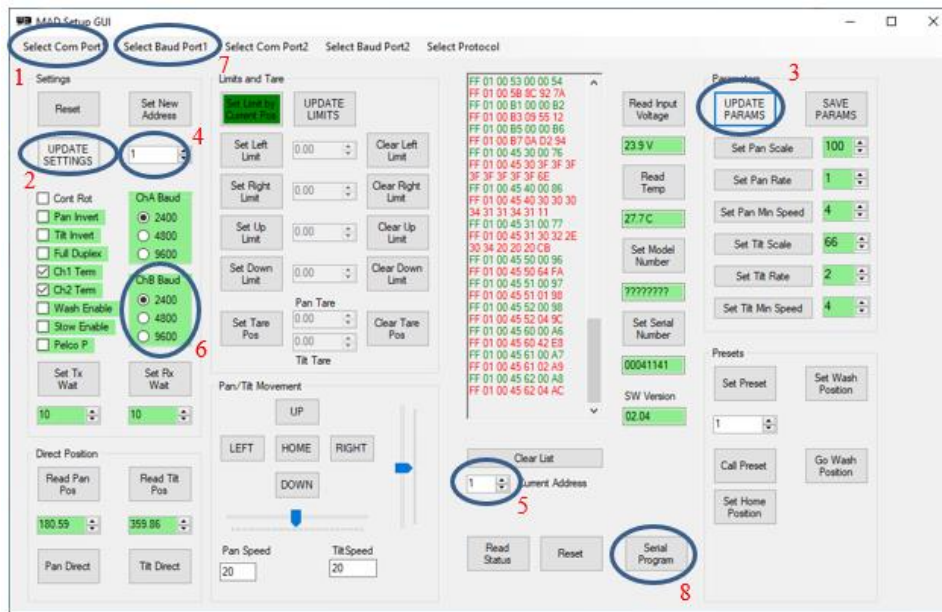 MAD Setup GUI
Select Com Port
Select Baud Port1
Select Com Port2
Select Baud Port2
Select Protocol
1
7
Settings
Reset
Set New Address
UPDATE SETTINGS
1
2
4
Cont Rot
Pan Invert
Tilt Invert
Full Duplex
Ch1 Term
Ch2 Term
Wash Enable
Stow Enable
Pelco P
ChA Baud
2400
4800
9600
ChB Baud
2400
4800
9600
6
Set Tx Wait
Set Rx Wait
10
10
Direct Position
Read Pan Pos
Read Tilt Pos
180.59
359.86
Pan Direct
Tilt Direct
Limits and Tare
Set Limit by Current Pos
UPDATE LIMITS
Set Left Limit
0.00
Clear Left Limit
Set Right Limit
0.00
Clear Right Limit
Set Up Limit
0.00
Clear Up Limit
Set Down Limit
0.00
Clear Down Limit
Pan Tare
Set Tare Pos
0.00
0.00
Clear Tare Pos
Tilt Tare
Pan/Tilt Movement
UP
LEFT
HOME
RIGHT
DOWN
Pan Speed
20
TiltSpeed
20
FF 01 00 53 00 00 54
FF 01 00 5B 8C 92 7A
FF 01 00 B1 00 00 B2
FF 01 00 B3 09 55 12
FF 01 00 B5 00 00 B6
FF 01 00 B7 0A D2 94
FF 01 00 45 30 00 76
FF 01 00 45 30 3F 3F 3F
3F 3F 3F 3F 3F 6E
FF 01 00 45 40 00 86
FF 01 00 45 40 30 30 30
34 31 31 34 31 11
FF 01 00 45 31 00 77
FF 01 00 45 31 30 32 2E
30 34 20 20 20 CB
FF 01 00 45 50 00 96
FF 01 00 45 50 64 FA
FF 01 00 45 51 00 97
FF 01 00 45 51 01 98
FF 01 00 45 52 00 98
FF 01 00 45 52 04 9C
FF 01 00 45 60 00 A6
FF 01 00 45 60 42 E8
FF 01 00 45 61 00 A7
FF 01 00 45 61 02 A9
FF 01 00 45 62 00 A8
FF 01 00 45 62 04 AC
Clear List
1
Current Address
5
Read Status
Reset
Serial Program
8
Read Input Voltage
23.9 V
Read Temp
27.7 C
Set Model Number
????????
Set Serial Number
00041141
SW Version
02.04
Parameters
3
UPDATE PARAMS
SAVE PARAMS
Set Pan Scale
100
Set Pan Rate
1
Set Pan Min Speed
4
Set Tilt Scale
66
Set Tilt Rate
2
Set Tilt Min Speed
4
Presets
Set Preset
Set Wash Position
1
Call Preset
Go Wash Position
Set Home Position